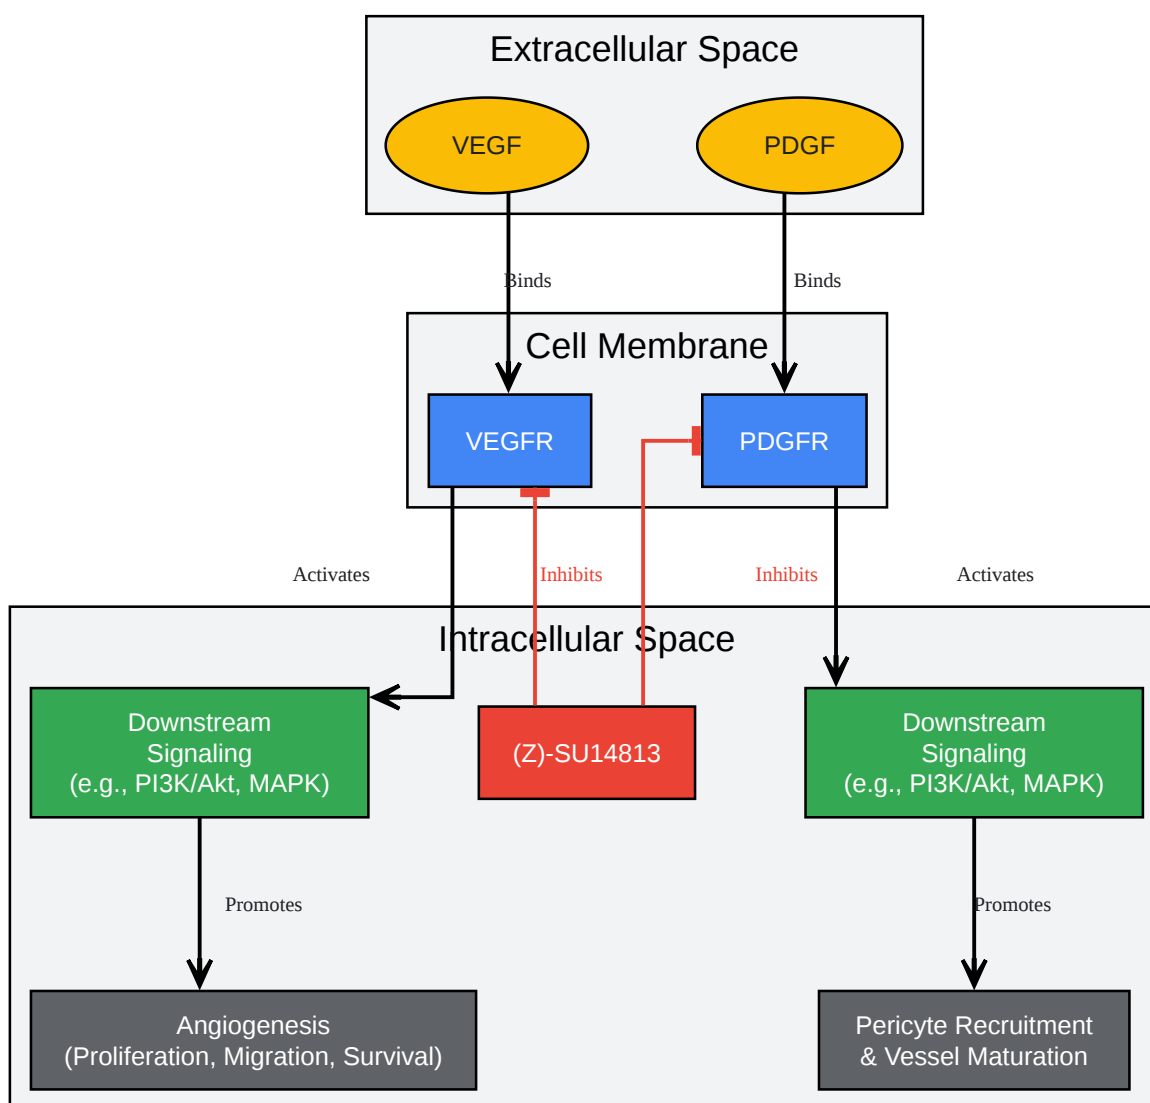 Extracellular Space
VEGF
PDGF
Binds
Binds
Cell Membrane
VEGFR
PDGFR
Activates
Inhibits
Inhibits
Activates
Intracellular Space
Downstream
Signaling
(e.g., PI3K/Akt, MAPK)
(Z)-SU14813
Downstream
Signaling
(e.g., PI3K/Akt, MAPK)
Promotes
Promotes
Angiogenesis
(Proliferation, Migration, Survival)
Pericyte Recruitment
& Vessel Maturation